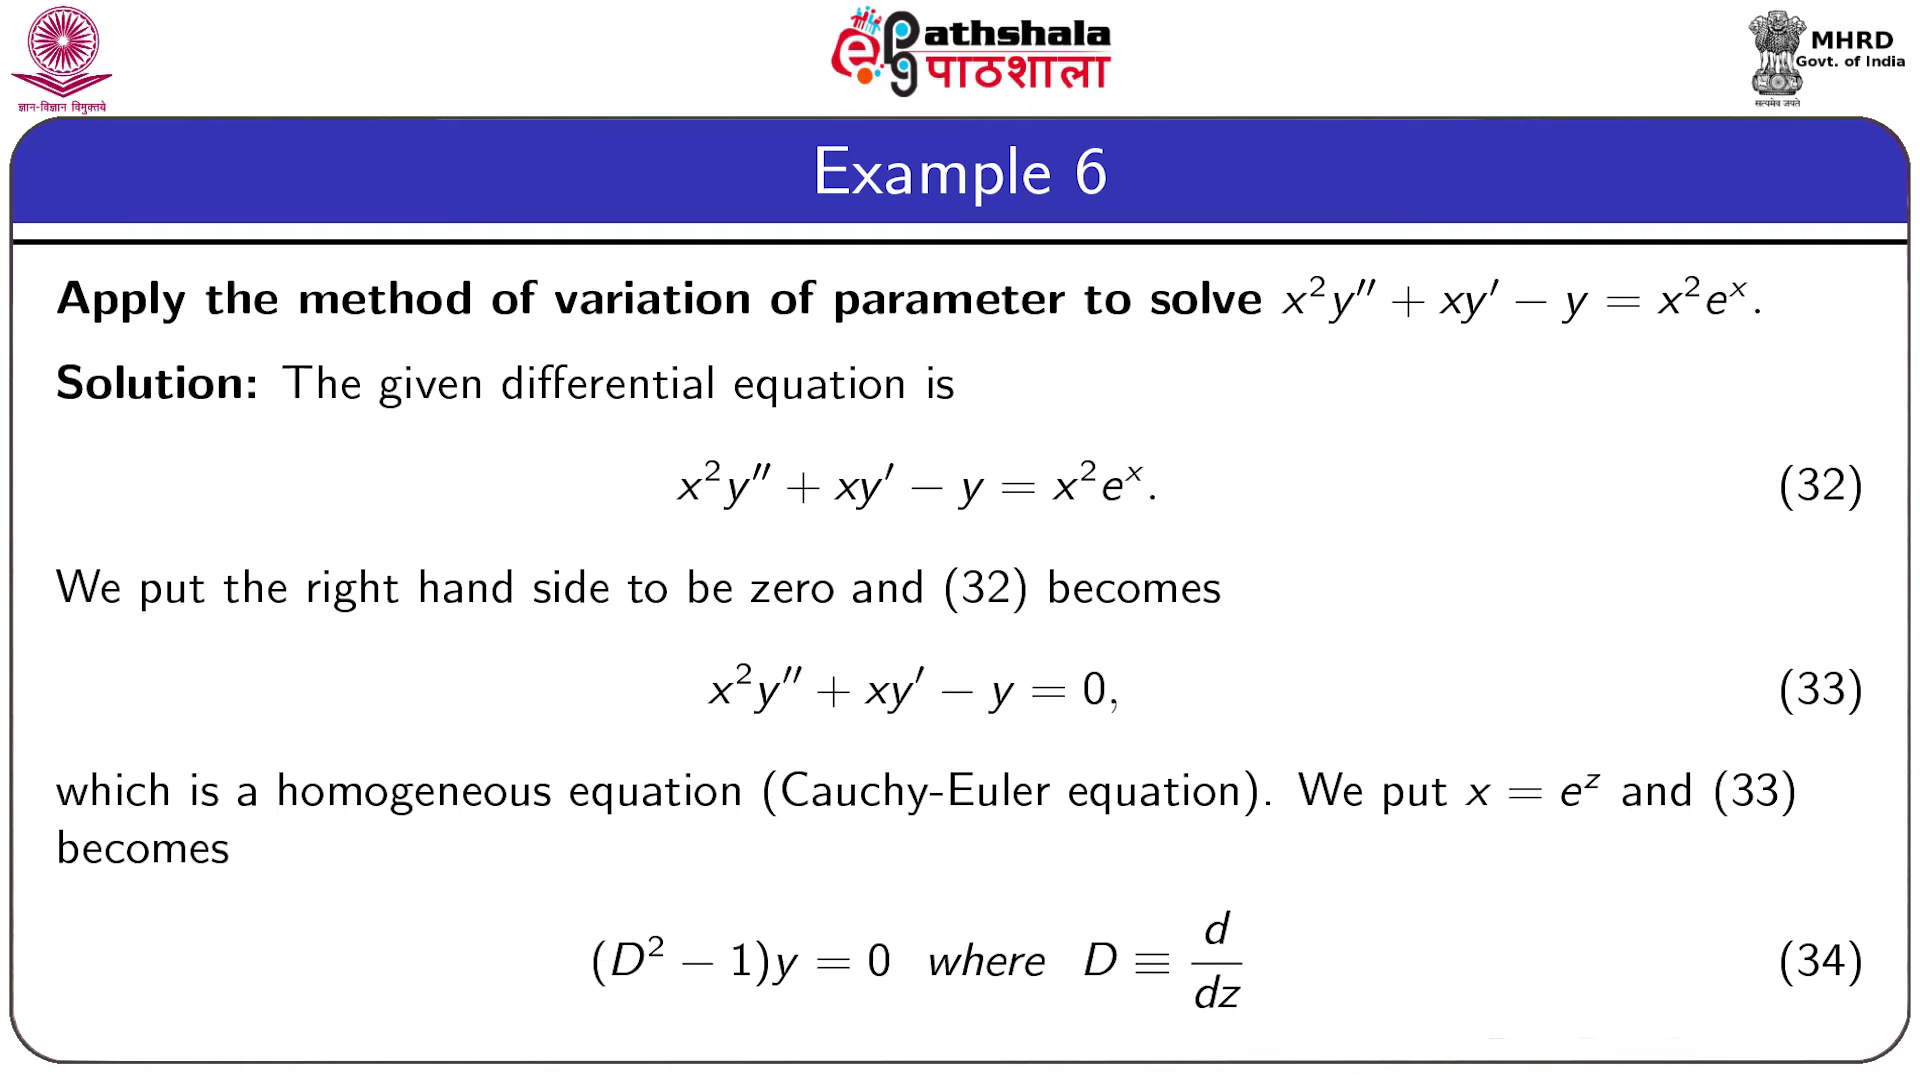 ज्ञान-विज्ञान विमुक्तये
ePG Pathshala
पाठशाला
MHRD
Govt. of India
सत्यमेव जयते
Example 6
Apply the method of variation of parameter to solve x²y″ + xy′ − y = x²eˣ.
Solution: The given differential equation is
x²y″ + xy′ − y = x²eˣ. (32)
We put the right hand side to be zero and (32) becomes
x²y″ + xy′ − y = 0, (33)
which is a homogeneous equation (Cauchy-Euler equation). We put x = eᶻ and (33)
becomes
(D² − 1)y = 0 where D ≡ d/dz (34)